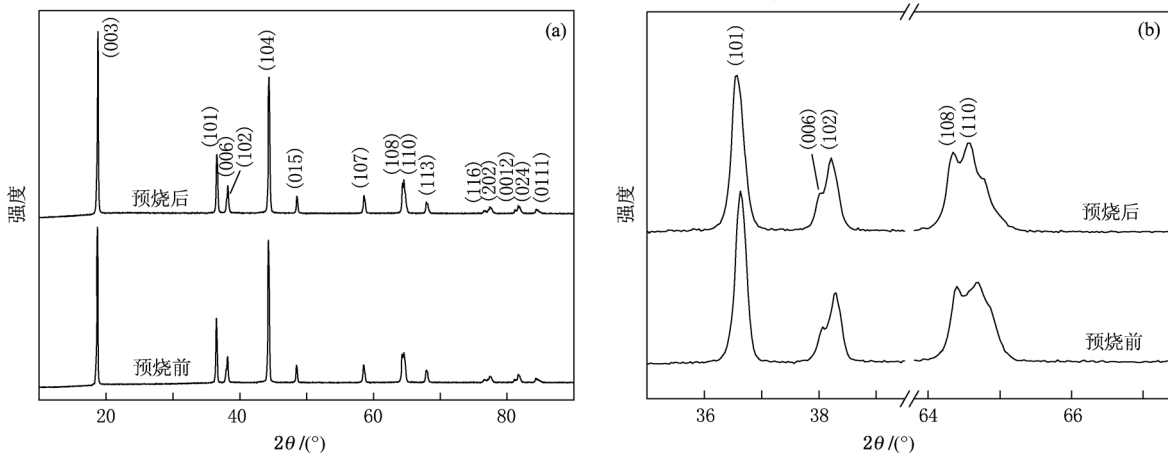 (a)
(003)
(101)
(006)
(102)
(104)
(015)
(107)
(108)
(110)
(113)
(116)
(202)
(0012)
(024)
(0111)
预烧后
预烧前
强度
20
40
60
80
2θ/(°)
(b)
(101)
(006)
(102)
(108)
(110)
预烧后
预烧前
强度
36
38
64
66
2θ/(°)